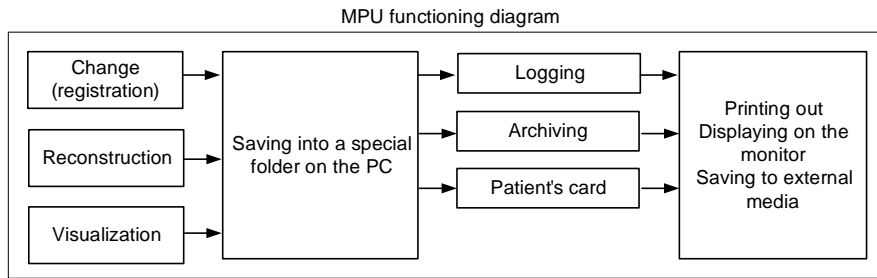 MPU functioning diagram
Change
(registration)
Reconstruction
Visualization
Saving into a special
folder on the PC
Logging
Archiving
Patient's card
Printing out
Displaying on the
monitor
Saving to external
media